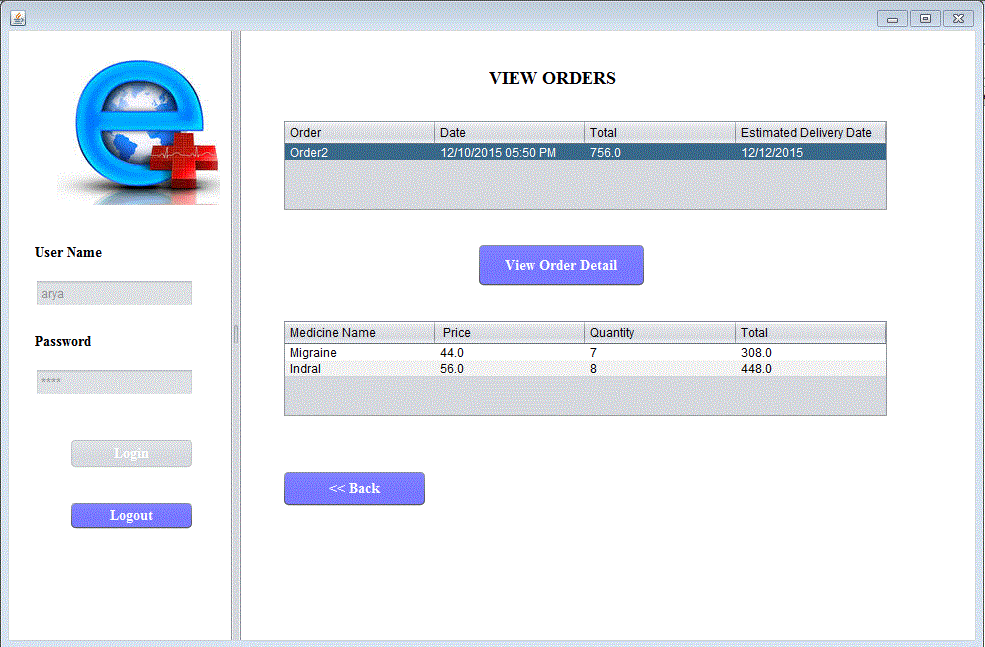 VIEW ORDERS
Order Date Total Estimated Delivery Date
Order2 12/10/2015 05:50 PM 756.0 12/12/2015
View Order Detail
Medicine Name Price Quantity Total
Migraine 44.0 7 308.0
Indral 56.0 8 448.0
<< Back
User Name
arya
Password
****
Login
Logout